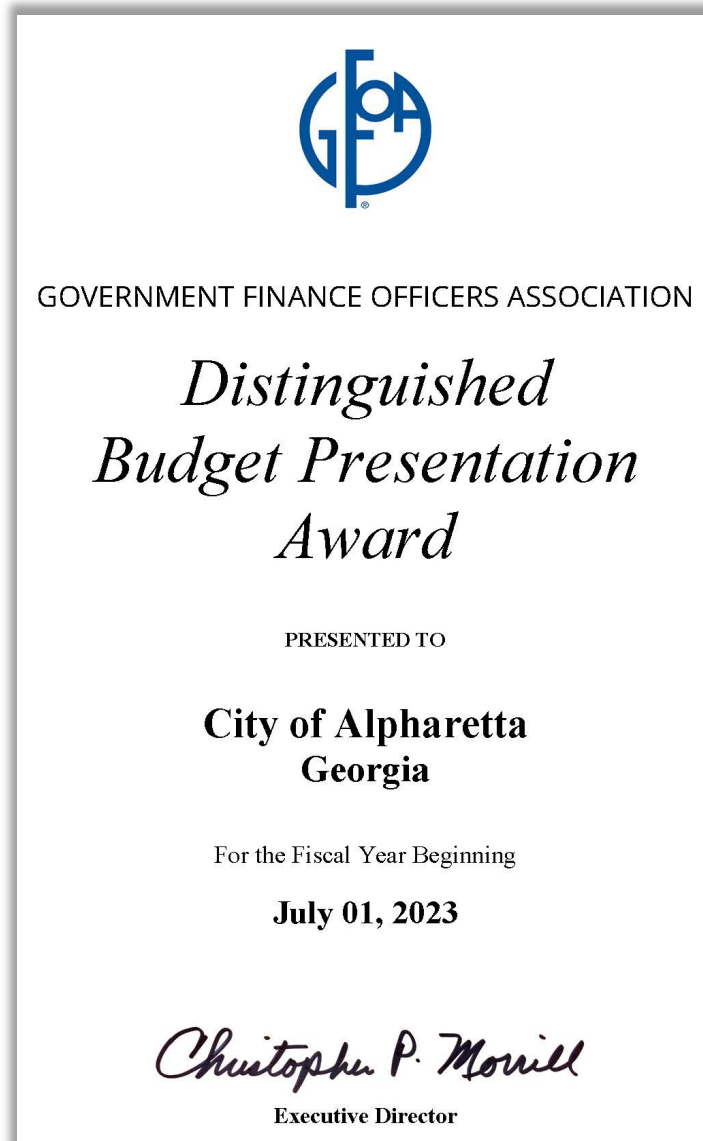 GFOA
®
GOVERNMENT FINANCE OFFICERS ASSOCIATION
Distinguished
Budget Presentation
Award
PRESENTED TO
City of Alpharetta
Georgia
For the Fiscal Year Beginning
July 01, 2023
Christopher P. Morrill
Executive Director